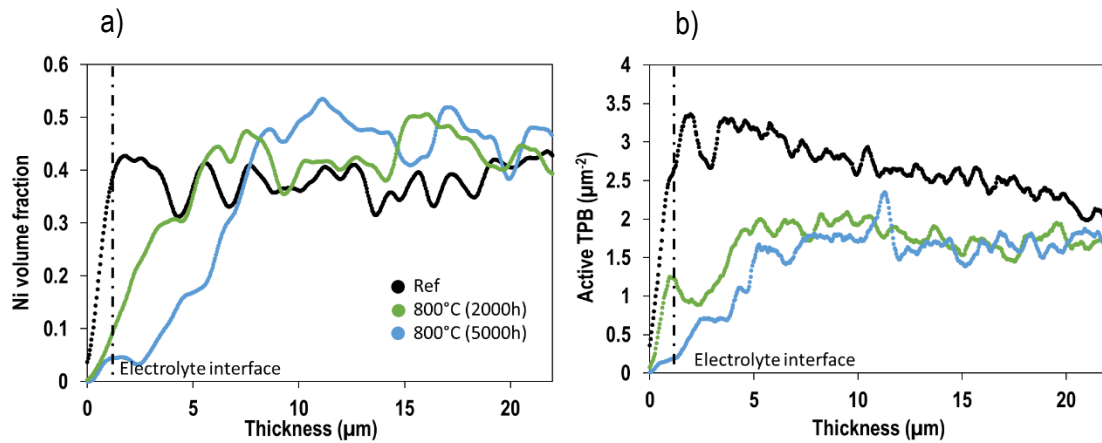 a)
Ni volume fraction
0.6
0.5
0.4
0.3
0.2
0.1
0
Ref
800°C (2000h)
800°C (5000h)
Electrolyte interface
0 5 10 15 20
Thickness (µm)
b)
Active TPB (µm⁻²)
4
3.5
3
2.5
2
1.5
1
0.5
0
Electrolyte interface
0 5 10 15 20
Thickness (µm)